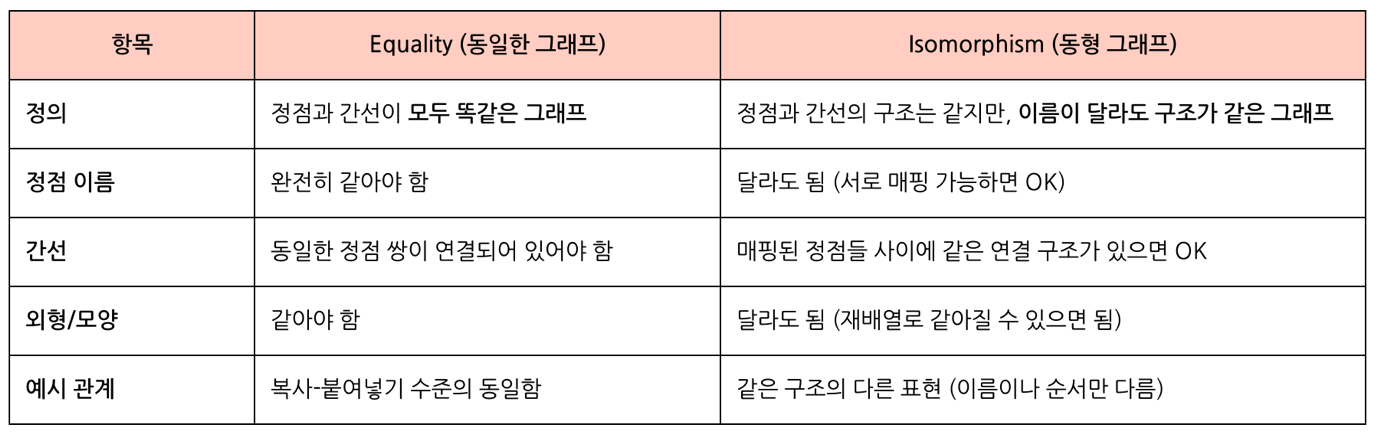 항목 Equality (동일한 그래프) Isomorphism (동형 그래프)
정의 정점과 간선이 모두 똑같은 그래프 정점과 간선의 구조는 같지만, 이름이 달라도 구조가 같은 그래프
정점 이름 완전히 같아야 함 달라도 됨 (서로 매핑 가능하면 OK)
간선 동일한 정점 쌍이 연결되어 있어야 함 매핑된 정점들 사이에 같은 연결 구조가 있으면 OK
외형/모양 같아야 함 달라도 됨 (재배열로 같아질 수 있으면 됨)
예시 관계 복사-붙여넣기 수준의 동일함 같은 구조의 다른 표현 (이름이나 순서만 다름)